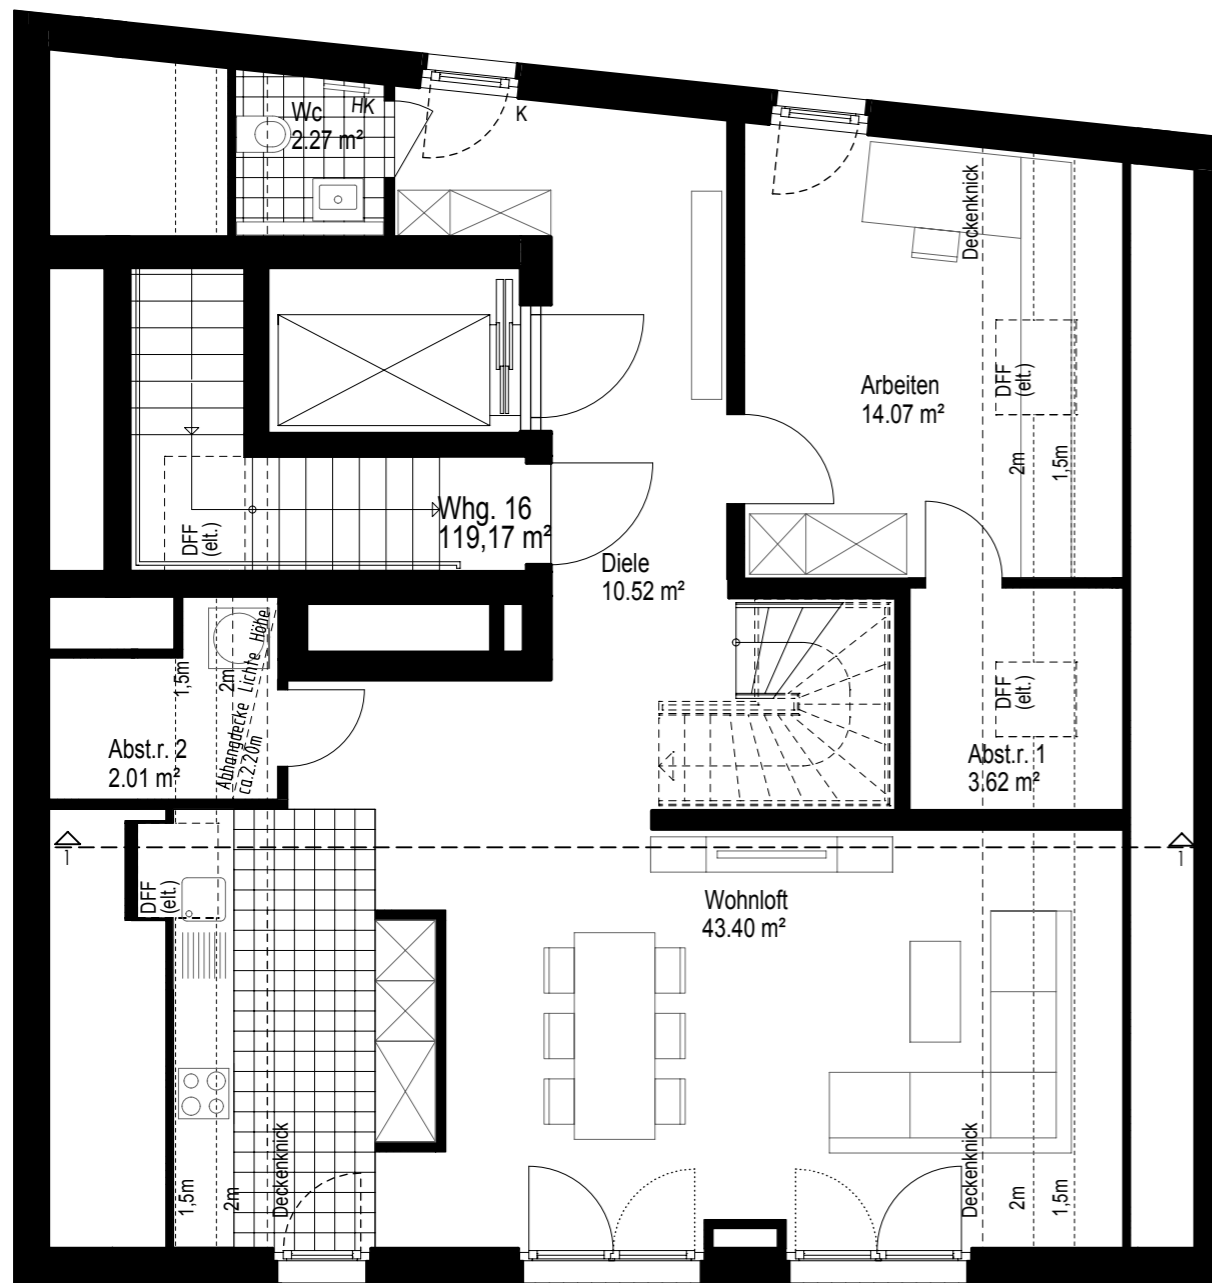 Wc
2.27 m²
HK
K
Deckenknick
DFF
(elt.)
Arbeiten
14.07 m²
2m
1,5m
Whg. 16
119,17 m²
DFF
(elt.)
Diele
10.52 m²
1,5m
2m
Abhangdecke Lichte Höhe
ca.2.20m
Abst.r. 2
2.01 m²
DFF
(elt.)
Abst.r. 1
3.62 m²
1
1
DFF
(elt.)
Wohnloft
43.40 m²
1,5m
2m
Deckenknick
Deckenknick
2m
1,5m